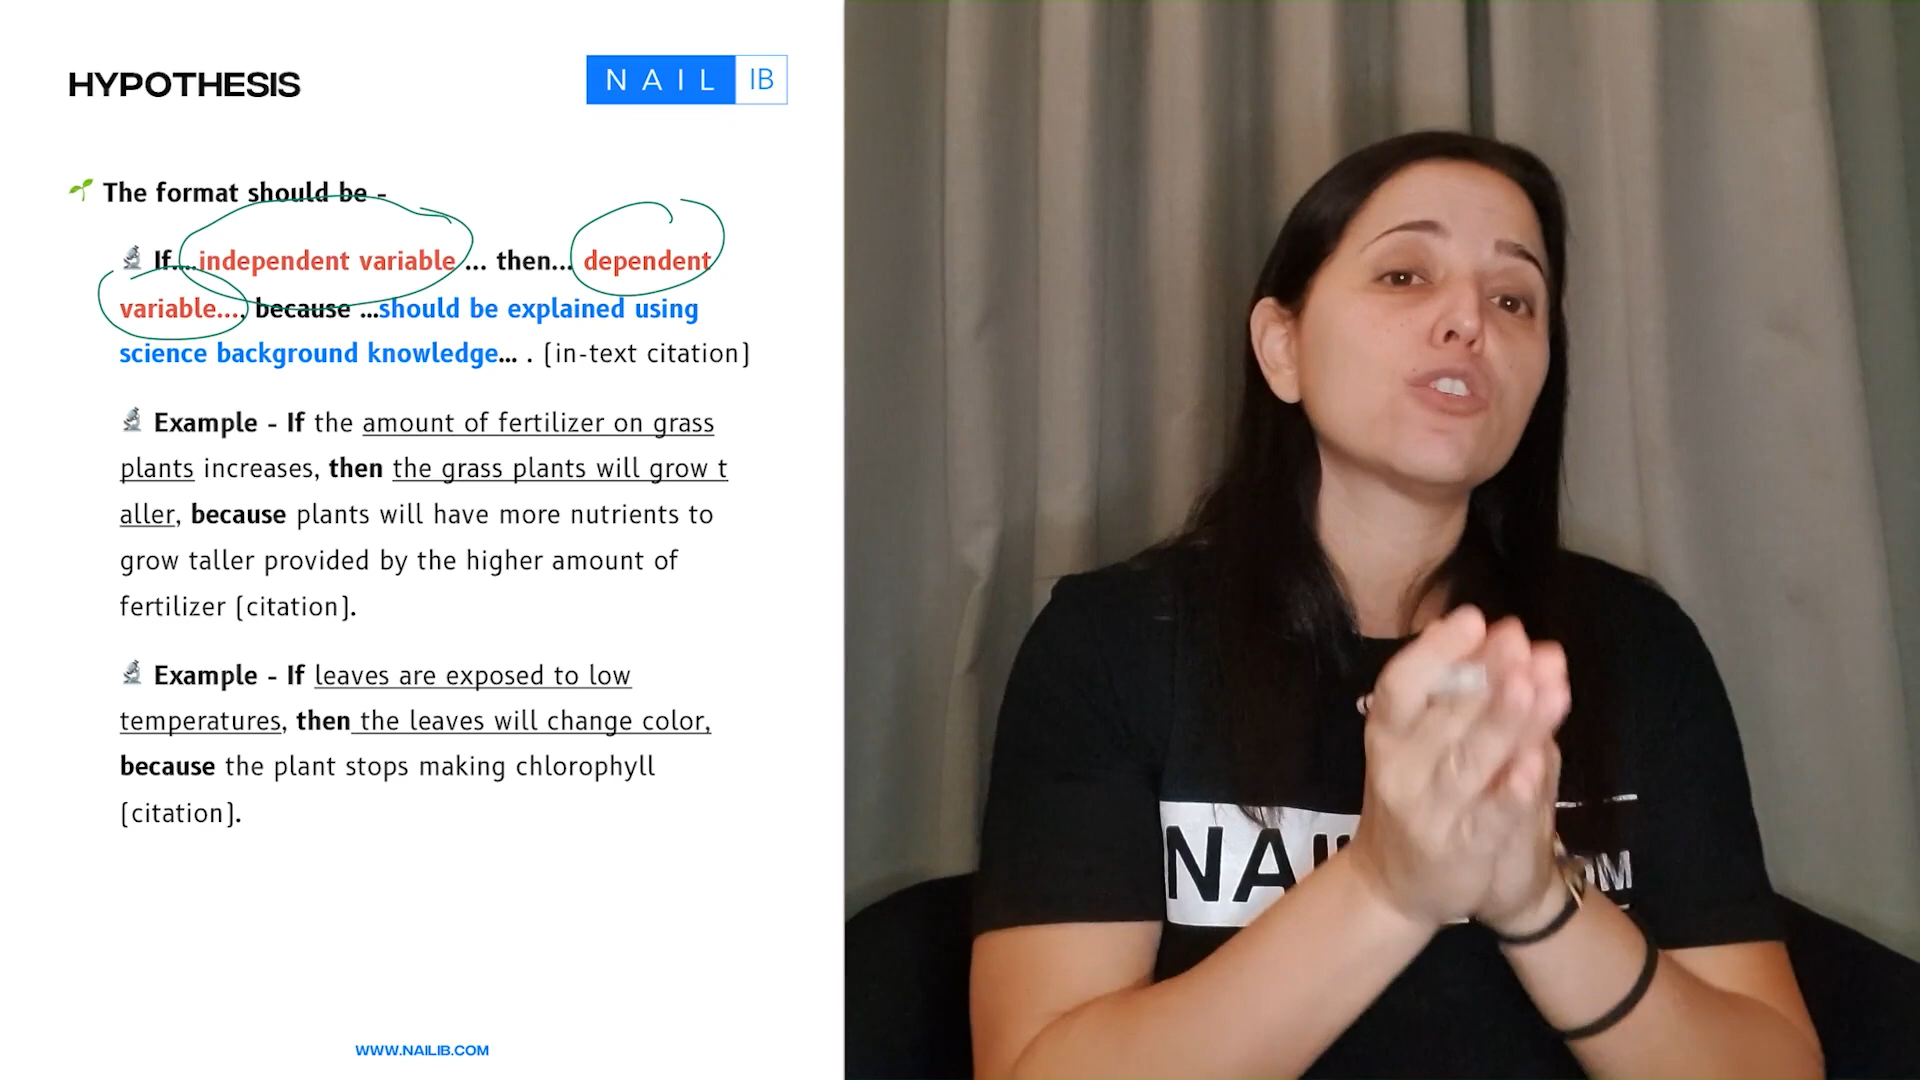 HYPOTHESIS
NAIL IB
The format should be -
If....independent variable ... then... dependent
variable..., because ...should be explained using
science background knowledge... . (in-text citation)
Example - If the amount of fertilizer on grass
plants increases, then the grass plants will grow t
aller, because plants will have more nutrients to
grow taller provided by the higher amount of
fertilizer (citation).
Example - If leaves are exposed to low
temperatures, then the leaves will change color,
because the plant stops making chlorophyll
(citation).
WWW.NAILIB.COM